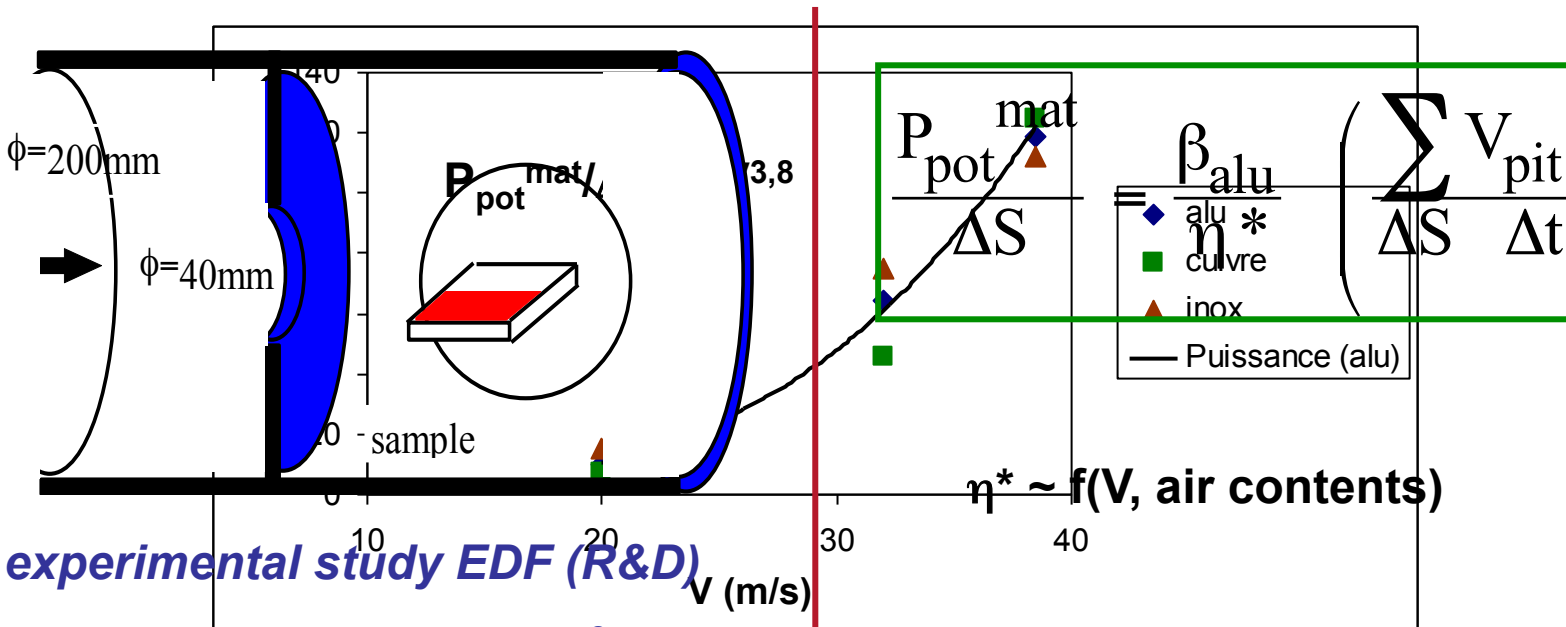 140
ϕ=200mm
P_pot^mat/ /3,8
P_pot^mat/ΔS = β_alu/η* ( ∑ V_pit/ΔS Δt
alu
cuivre
inox
Puissance (alu)
ϕ=40mm
sample
0
η* ~ f(V, air contents)
10 20 30 40
experimental study EDF (R&D)
V (m/s)